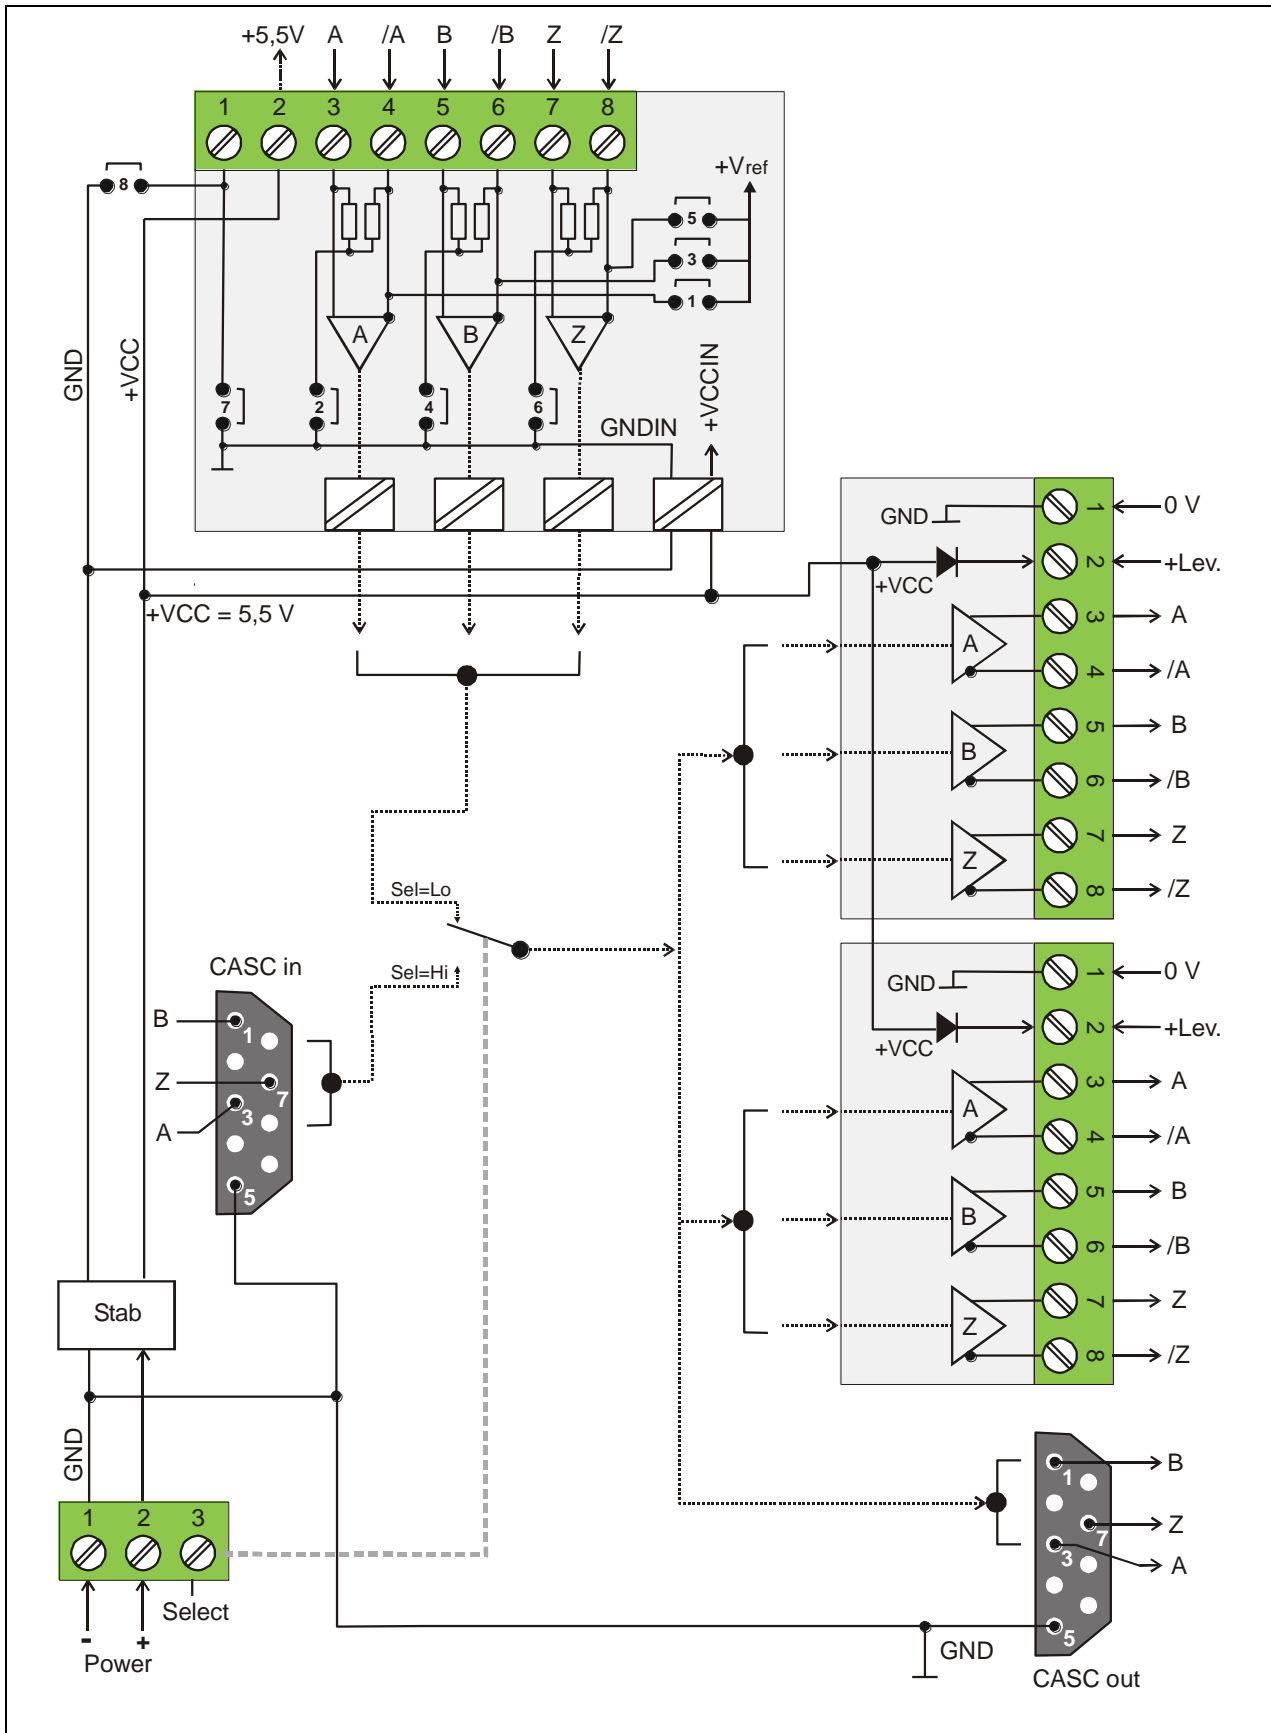 +5,5V A /A B /B Z /Z
1 2 3 4 5 6 7 8
8
+Vref
5
3
1
A B Z
GND
+VCC
+VCCIN
7 2 4 6
GNDIN
+VCC = 5,5 V
GND
1 0 V
+VCC
2 +Lev.
A
3 A
4 /A
B
5 B
6 /B
Z
7 Z
8 /Z
Sel=Lo
Sel=Hi
CASC in
B
1
Z
7
3
A
5
GND
1 0 V
+VCC
2 +Lev.
A
3 A
4 /A
B
5 B
6 /B
Z
7 Z
8 /Z
Stab
GND
1 2 3
Select
- +
Power
1 B
7 Z
3 A
5
GND
CASC out